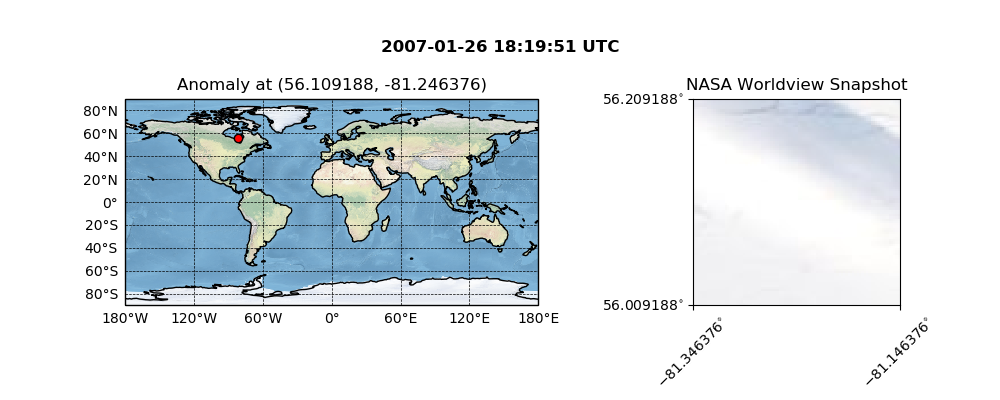 2007-01-26 18:19:51 UTC
Anomaly at (56.109188, -81.246376)
80°N
60°N
40°N
20°N
0°
20°S
40°S
60°S
80°S
180°W 120°W 60°W 0° 60°E 120°E 180°E
NASA Worldview Snapshot
56.209188°
56.009188°
−81.346376°
−81.146376°